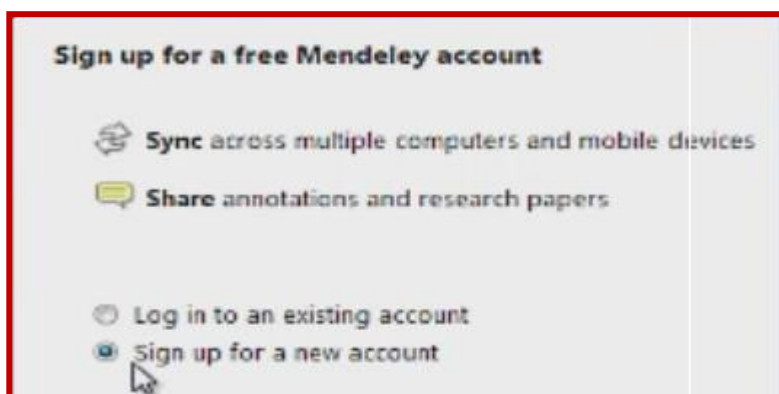 Sign up for a free Mendeley account
Sync across multiple computers and mobile devices
Share annotations and research papers
Log in to an existing account
Sign up for a new account